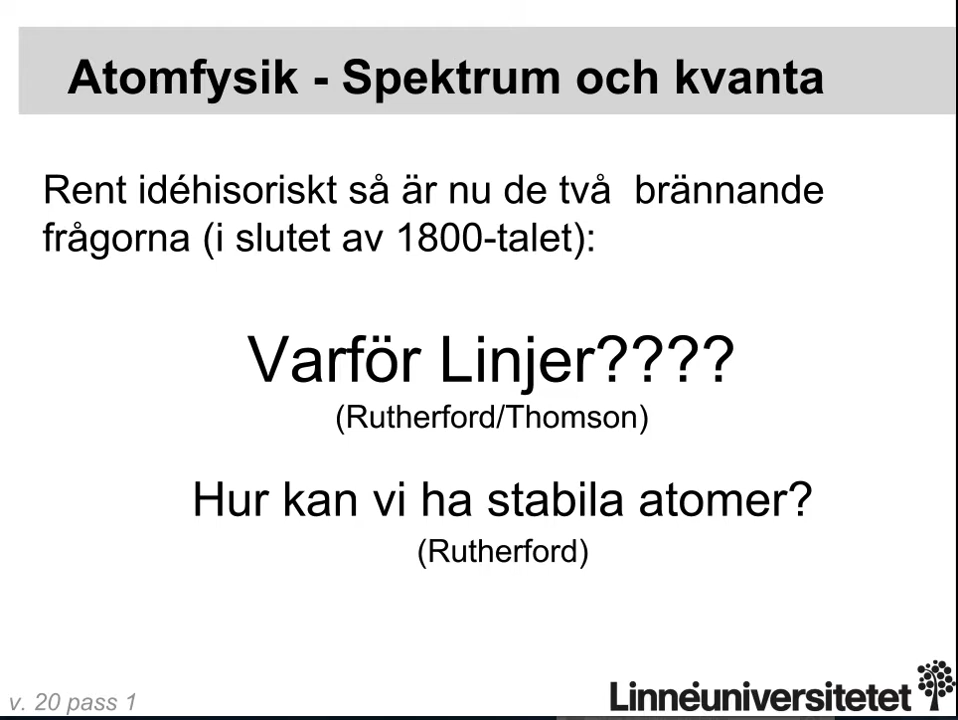 Atomfysik - Spektrum och kvanta
Rent idéhisoriskt så är nu de två  brännande
frågorna (i slutet av 1800-talet):
Varför Linjer????
(Rutherford/Thomson)
Hur kan vi ha stabila atomer?
(Rutherford)
v. 20 pass 1
Linnéuniversitetet